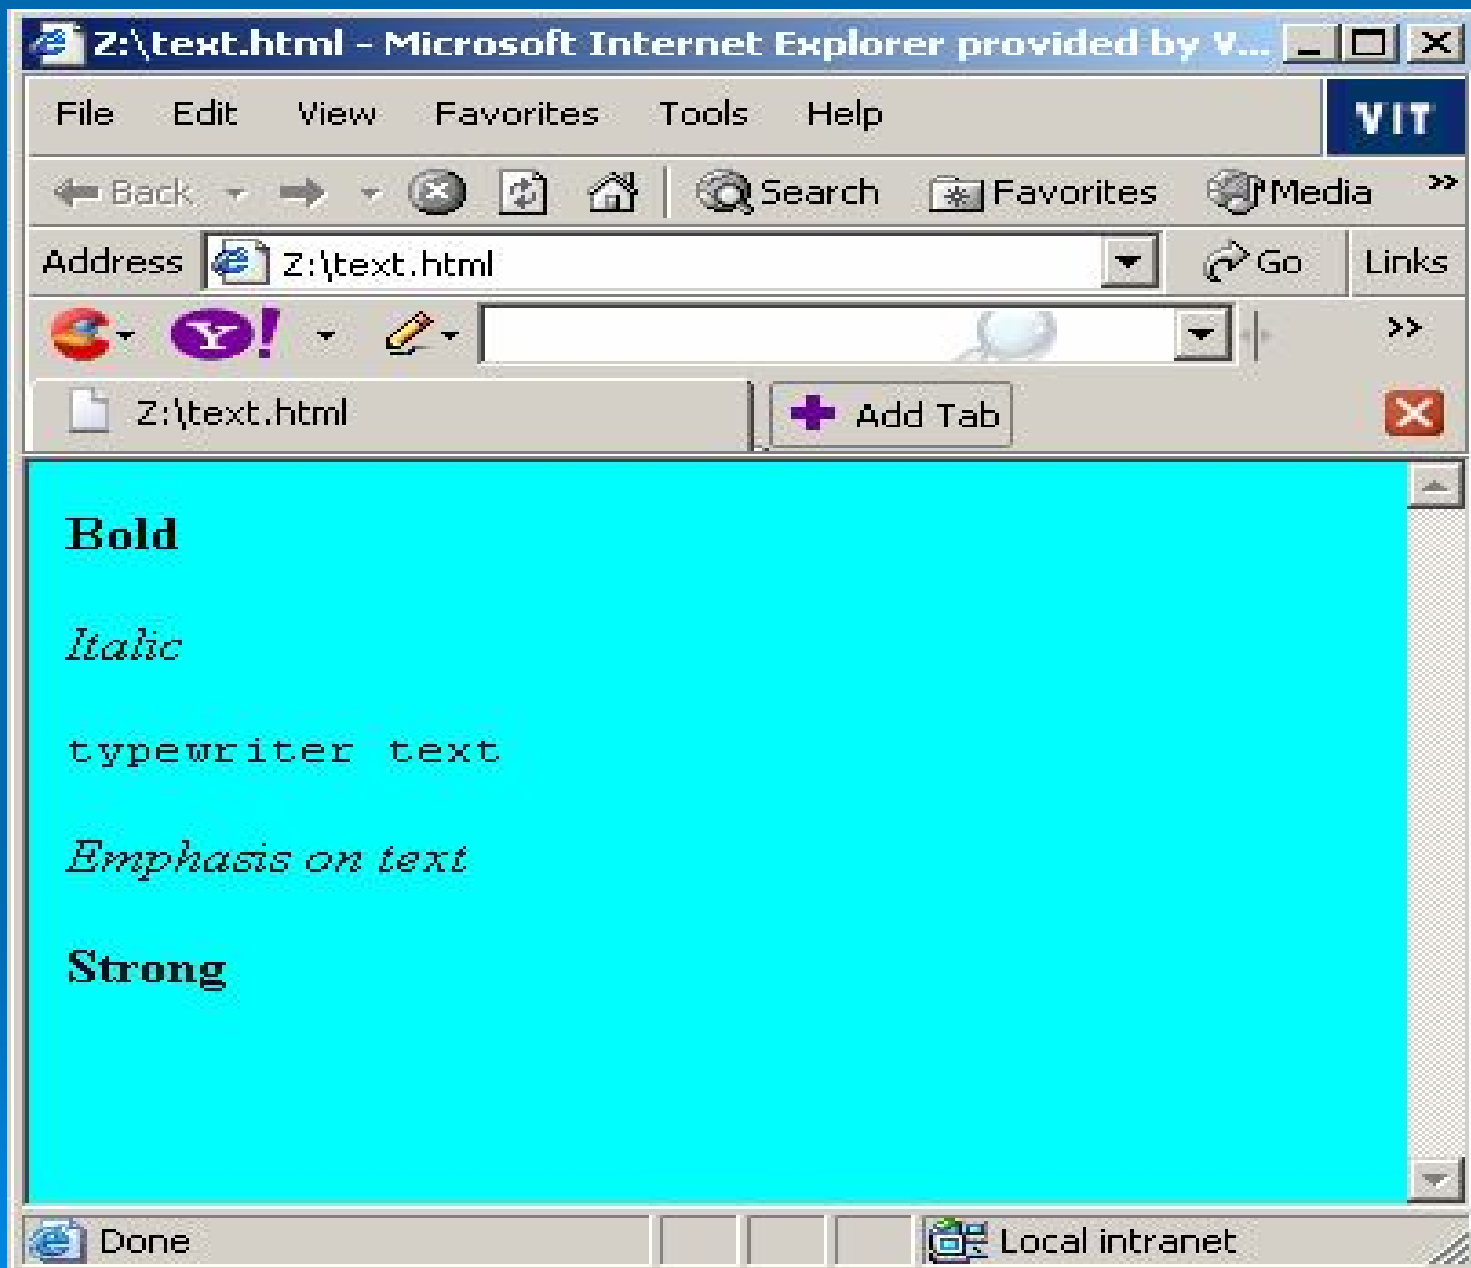 Z:\text.html - Microsoft Internet Explorer provided by V...
File Edit View Favorites Tools Help VIT
Back Search Favorites Media »
Address Z:\text.html Go Links
Y! »
Z:\text.html Add Tab
Bold
Italic
typewriter text
Emphasis on text
Strong
Done Local intranet